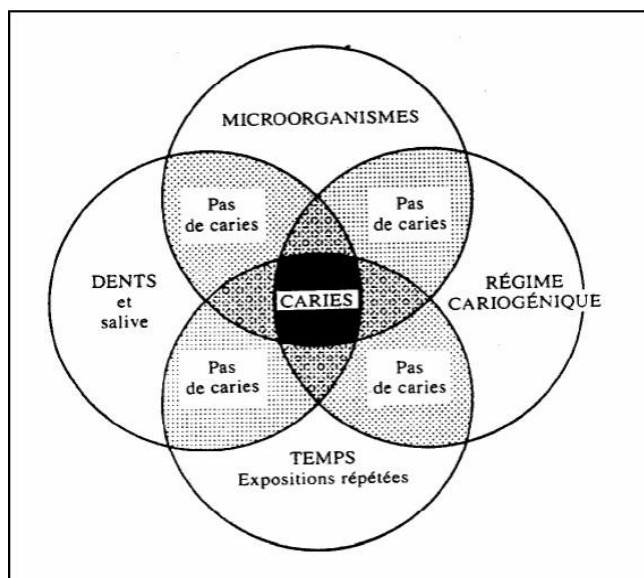 MICROORGANISMES
Pas
de caries
Pas
de caries
DENTS
et
salive
CARIES
RÉGIME
CARIOGÉNIQUE
Pas
de caries
Pas
de caries
TEMPS
Expositions répétées